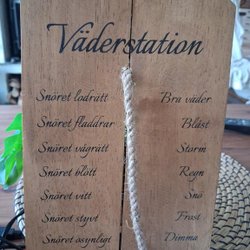 Väderstation
Snöret lodrätt Bra väder
Snöret fladdrar Blåst
Snöret vågrätt Storm
Snöret blött Regn
Snöret vitt Snö
Snöret styvt Frost
Snöret osynligt Dimma